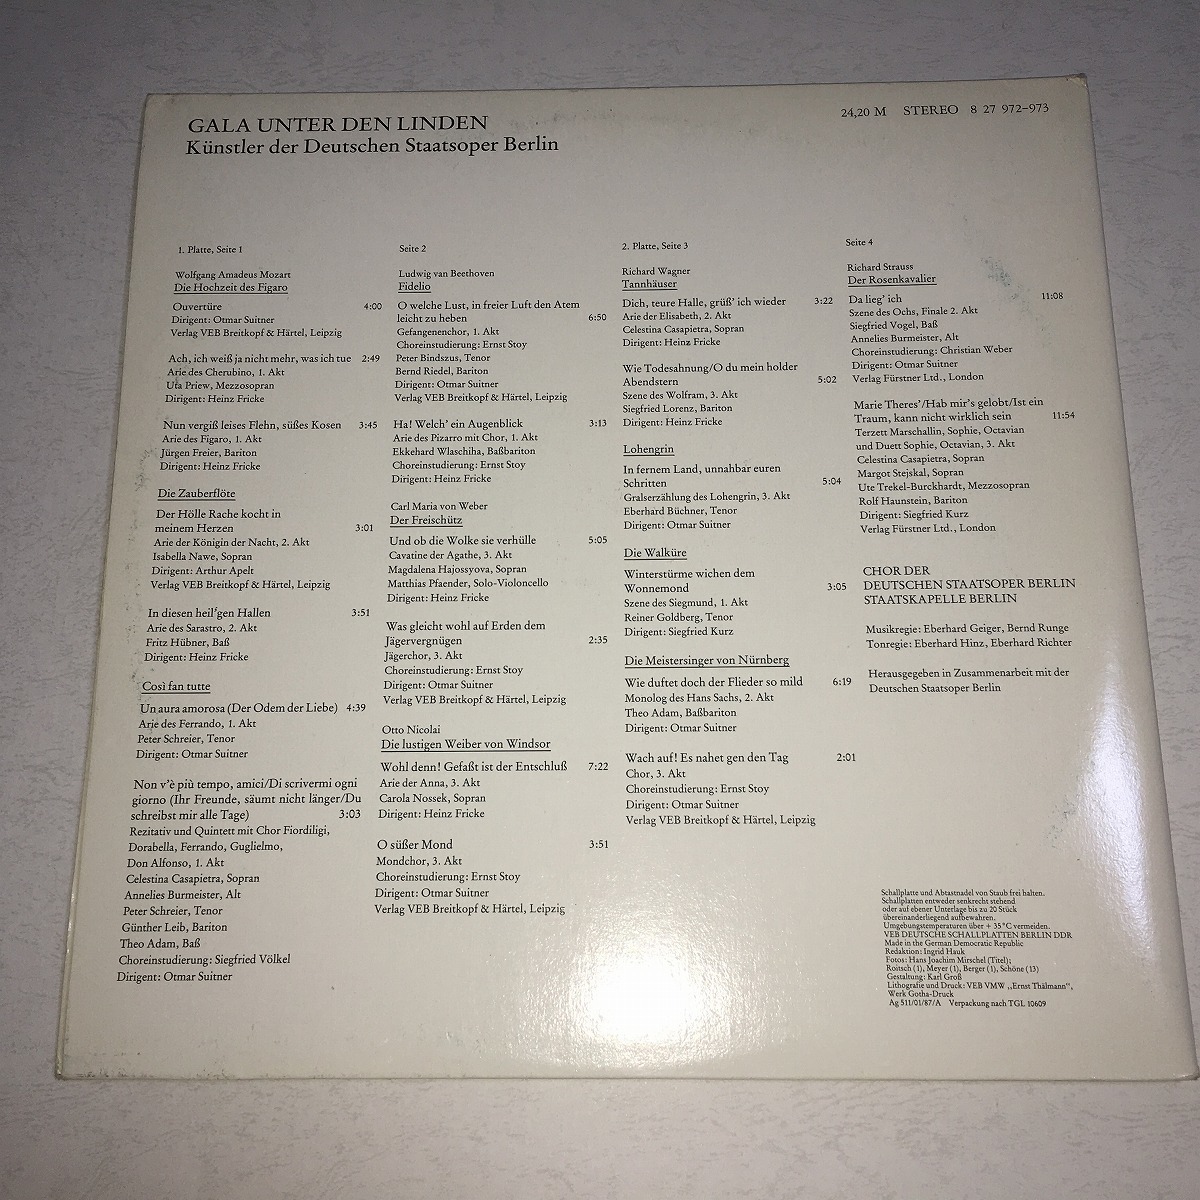 GALA UNTER DEN LINDEN
Künstler der Deutschen Staatsoper Berlin
24,20 M STEREO 8 27 972-973
1. Platte, Seite 1
Wolfgang Amadeus Mozart
Die Hochzeit des Figaro
Ouvertüre 4:00
Dirigent: Otmar Suitner
Verlag VEB Breitkopf & Härtel, Leipzig
Ach, ich weiß ja nicht mehr, was ich tue 2:49
Arie des Cherubino, 1. Akt
Uta Priew, Mezzosopran
Dirigent: Heinz Fricke
Nun vergiß leises Flehn, süßes Kosen 3:45
Arie des Figaro, 1. Akt
Jürgen Freier, Bariton
Dirigent: Heinz Fricke
Die Zauberflöte
Der Hölle Rache kocht in
meinem Herzen 3:01
Arie der Königin der Nacht, 2. Akt
Isabella Nawe, Sopran
Dirigent: Arthur Apelt
Verlag VEB Breitkopf & Härtel, Leipzig
In diesen heil'gen Hallen 3:51
Arie des Sarastro, 2. Akt
Fritz Hübner, Baß
Dirigent: Heinz Fricke
Così fan tutte
Un aura amorosa (Der Odem der Liebe) 4:39
Arie des Ferrando, 1. Akt
Peter Schreier, Tenor
Dirigent: Otmar Suitner
Non v'è più tempo, amici/Di scrivermi ogni
giorno (Ihr Freunde, säumt nicht länger/Du
schreibst mir alle Tage) 3:03
Rezitativ und Quintett mit Chor Fiordiligi,
Dorabella, Ferrando, Guglielmo,
Don Alfonso, 1. Akt
Celestina Casapietra, Sopran
Annelies Burmeister, Alt
Peter Schreier, Tenor
Günther Leib, Bariton
Theo Adam, Baß
Choreinstudierung: Siegfried Völkel
Dirigent: Otmar Suitner
Seite 2
Ludwig van Beethoven
Fidelio
O welche Lust, in freier Luft den Atem
leicht zu heben 6:50
Gefangenenchor, 1. Akt
Choreinstudierung: Ernst Stoy
Peter Bindszus, Tenor
Bernd Riedel, Bariton
Dirigent: Otmar Suitner
Verlag VEB Breitkopf & Härtel, Leipzig
Ha! Welch' ein Augenblick 3:13
Arie des Pizarro mit Chor, 1. Akt
Ekkehard Wlaschiha, Baßbariton
Choreinstudierung: Ernst Stoy
Dirigent: Heinz Fricke
Carl Maria von Weber
Der Freischütz
Und ob die Wolke sie verhülle 5:05
Cavatine der Agathe, 3. Akt
Magdalena Hajossyova, Sopran
Matthias Pfaender, Solo-Violoncello
Dirigent: Heinz Fricke
Was gleicht wohl auf Erden dem
Jägervergnügen 2:35
Jägerchor, 3. Akt
Choreinstudierung: Ernst Stoy
Dirigent: Otmar Suitner
Verlag VEB Breitkopf & Härtel, Leipzig
Otto Nicolai
Die lustigen Weiber von Windsor
Wohl denn! Gefaßt ist der Entschluß 7:22
Arie der Anna, 3. Akt
Carola Nossek, Sopran
Dirigent: Heinz Fricke
O süßer Mond 3:51
Mondchor, 3. Akt
Choreinstudierung: Ernst Stoy
Dirigent: Otmar Suitner
Verlag VEB Breitkopf & Härtel, Leipzig
2. Platte, Seite 3
Richard Wagner
Tannhäuser
Dich, teure Halle, grüß' ich wieder 3:22
Arie der Elisabeth, 2. Akt
Celestina Casapietra, Sopran
Dirigent: Heinz Fricke
Wie Todesahnung/O du mein holder
Abendstern 5:02
Szene des Wolfram, 3. Akt
Siegfried Lorenz, Bariton
Dirigent: Heinz Fricke
Lohengrin
In fernem Land, unnahbar euren
Schritten 5:04
Gralserzählung des Lohengrin, 3. Akt
Eberhard Büchner, Tenor
Dirigent: Otmar Suitner
Die Walküre
Winterstürme wichen dem
Wonnemond 3:05
Szene des Siegmund, 1. Akt
Reiner Goldberg, Tenor
Dirigent: Siegfried Kurz
Die Meistersinger von Nürnberg
Wie duftet doch der Flieder so mild 6:19
Monolog des Hans Sachs, 2. Akt
Theo Adam, Baßbariton
Dirigent: Otmar Suitner
Wach auf! Es nahet gen den Tag 2:01
Chor, 3. Akt
Choreinstudierung: Ernst Stoy
Dirigent: Otmar Suitner
Verlag VEB Breitkopf & Härtel, Leipzig
Seite 4
Richard Strauss
Der Rosenkavalier
Da lieg' ich 11:08
Szene des Ochs, Finale 2. Akt
Siegfried Vogel, Baß
Annelies Burmeister, Alt
Choreinstudierung: Christian Weber
Dirigent: Otmar Suitner
Verlag Fürstner Ltd., London
Marie Theres'/Hab mir's gelobt/Ist ein
Traum, kann nicht wirklich sein 11:54
Terzett Marschallin, Sophie, Octavian
und Duett Sophie, Octavian, 3. Akt
Celestina Casapietra, Sopran
Margot Stejskal, Sopran
Ute Trekel-Burckhardt, Mezzosopran
Rolf Haunstein, Bariton
Dirigent: Siegfried Kurz
Verlag Fürstner Ltd., London
CHOR DER
DEUTSCHEN STAATSOPER BERLIN
STAATSKAPELLE BERLIN
Musikregie: Eberhard Geiger, Bernd Runge
Tonregie: Eberhard Hinz, Eberhard Richter
Herausgegeben in Zusammenarbeit mit der
Deutschen Staatsoper Berlin
Schallplatte und Abtastnadel von Staub frei halten.
Schallplatten entweder senkrecht stehend
oder auf ebener Unterlage bis zu 20 Stück
übereinanderliegend aufbewahren.
Umgebungstemperaturen über + 35°C vermeiden.
VEB DEUTSCHE SCHALLPLATTEN BERLIN DDR
Made in the German Democratic Republic
Redaktion: Ingrid Hauk
Fotos: Hans Joachim Mirschel (Titel);
Roitsch (1), Meyer (1), Berger (1), Schöne (13)
Gestaltung: Karl Groß
Lithografie und Druck: VEB VMW „Ernst Thälmann",
Werk Gotha-Druck
Ag 511/01/87/A Verpackung nach TGL 10609